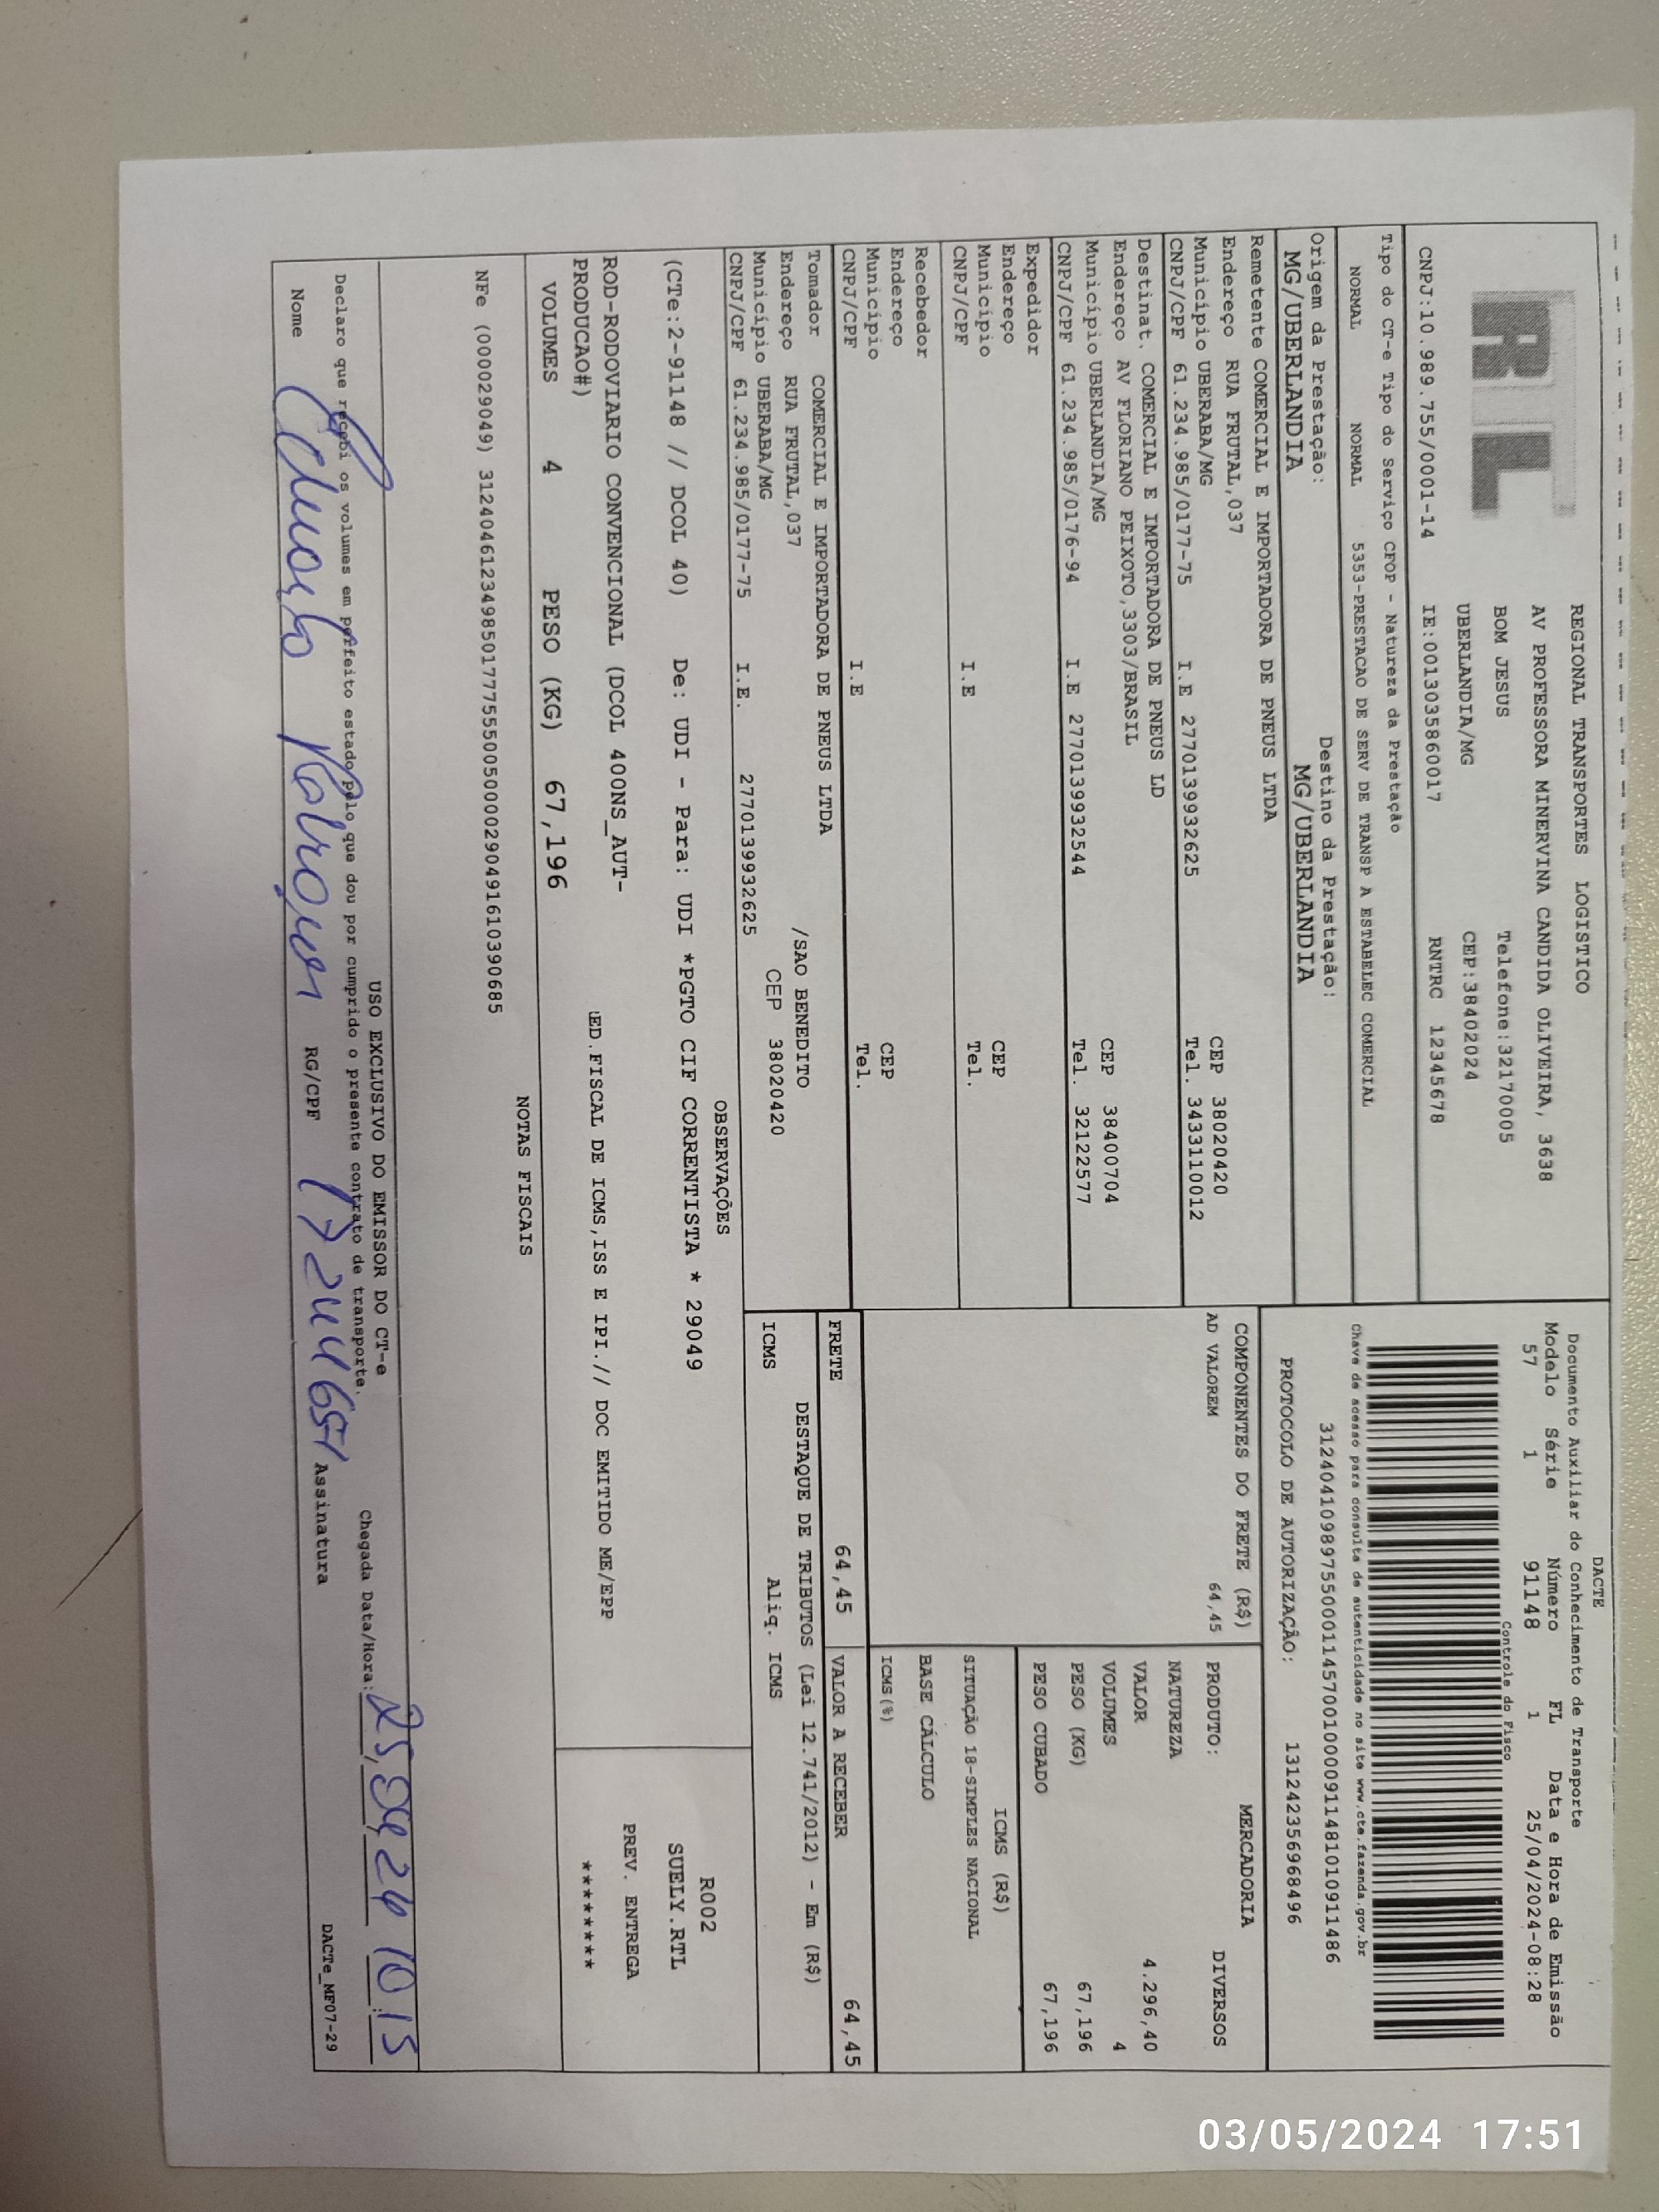 RTL
REGIONAL TRANSPORTES LOGISTICO
AV PROFESSORA MINERVINA CANDIDA OLIVEIRA, 3638
BOM JESUS Telefone:32170005
UBERLANDIA/MG CEP:38402024
CNPJ:10.989.755/0001-14 IE:0013035860017 RNTRC 12345678
Tipo do CT-e Tipo do Serviço CFOP - Natureza da Prestação
NORMAL NORMAL 5353-PRESTACAO DE SERV DE TRANSP A ESTABELEC COMERCIAL
Origem da Prestação: Destino da Prestação:
MG/UBERLANDIA MG/UBERLANDIA
DACTE
Documento Auxiliar do Conhecimento de Transporte
Modelo Série Número FL Data e Hora de Emissão
57 1 91148 1 25/04/2024-08:28
Controle do Fisco
Chave de acesso para consulta de autenticidade no site www.cte.fazenda.gov.br
31240410989755000114570010000911481010911486
PROTOCOLO DE AUTORIZAÇÃO: 131242356968496
Remetente COMERCIAL E IMPORTADORA DE PNEUS LTDA
Endereço RUA FRUTAL,037
Município UBERABA/MG CEP 38020420
CNPJ/CPF 61.234.985/0177-75 I.E 2770139932625 Tel. 3433110012
Destinat. COMERCIAL E IMPORTADORA DE PNEUS LD
Endereço AV FLORIANO PEIXOTO,3303/BRASIL
Município UBERLANDIA/MG CEP 38400704
CNPJ/CPF 61.234.985/0176-94 I.E 2770139932544 Tel. 32122577
Expedidor
Endereço
Município CEP
CNPJ/CPF I.E Tel.
Recebedor
Endereço
Município CEP
CNPJ/CPF I.E Tel.
Tomador COMERCIAL E IMPORTADORA DE PNEUS LTDA
Endereço RUA FRUTAL,037 /SAO BENEDITO
Município UBERABA/MG CEP 38020420
CNPJ/CPF 61.234.985/0177-75 I.E. 2770139932625
COMPONENTES DO FRETE (R$)
AD VALOREM 64,45
MERCADORIA
PRODUTO: DIVERSOS
NATUREZA
VALOR 4.296,40
VOLUMES 4
PESO (KG) 67,196
PESO CUBADO 67,196
ICMS (R$)
SITUAÇÃO 18-SIMPLES NACIONAL
BASE CÁLCULO
ICMS(%)
FRETE 64,45 VALOR A RECEBER 64,45
DESTAQUE DE TRIBUTOS (Lei 12.741/2012) - Em (R$)
ICMS Aliq. ICMS
OBSERVAÇÕES
(CTe:2-91148 // DCOL 40) De: UDI - Para: UDI *PGTO CIF CORRENTISTA * 29049
ROD-RODOVIARIO CONVENCIONAL (DCOL 400NS_AUT-
PRODUCAO#) ED.FISCAL DE ICMS,ISS E IPI.// DOC EMITIDO ME/EPP
R002
SUELY.RTL
PREV. ENTREGA
********
VOLUMES 4 PESO (KG) 67,196
NOTAS FISCAIS
NFe (000029049) 31240461234985017775550050000290491610390685
USO EXCLUSIVO DO EMISSOR DO CT-e
Declaro que recebi os volumes em perfeito estado pelo que dou por cumprido o presente contrato de transporte.
Chegada Data/Hora: 25 04 24 10 15
Nome RG/CPF Assinatura
DACTe_MF07-29
03/05/2024 17:51